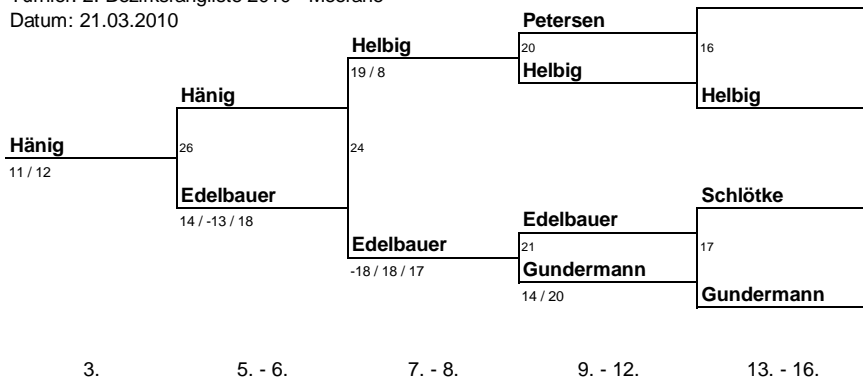 Datum: 21.03.2010
Petersen
Helbig
20
16
19 / 8
Helbig
Hänig
Helbig
Hänig
26
24
11 / 12
Edelbauer
Schlötke
14 / -13 / 18
Edelbauer
Edelbauer
21
17
-18 / 18 / 17
Gundermann
14 / 20
Gundermann
3.
5. - 6.
7. - 8.
9. - 12.
13. - 16.